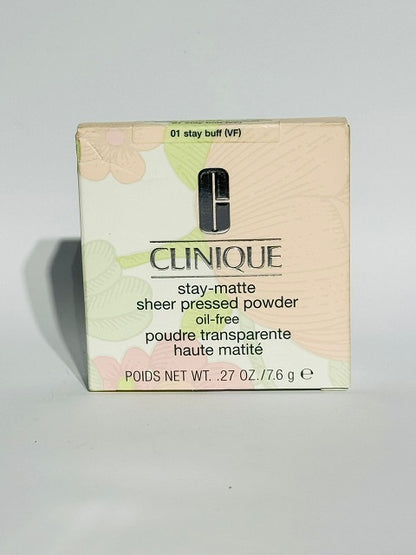 01 stay buff (VF)
CLINIQUE
stay-matte
sheer pressed powder
oil-free
poudre transparente
haute matité
POIDS NET WT. .27 OZ./7.6 g ℮